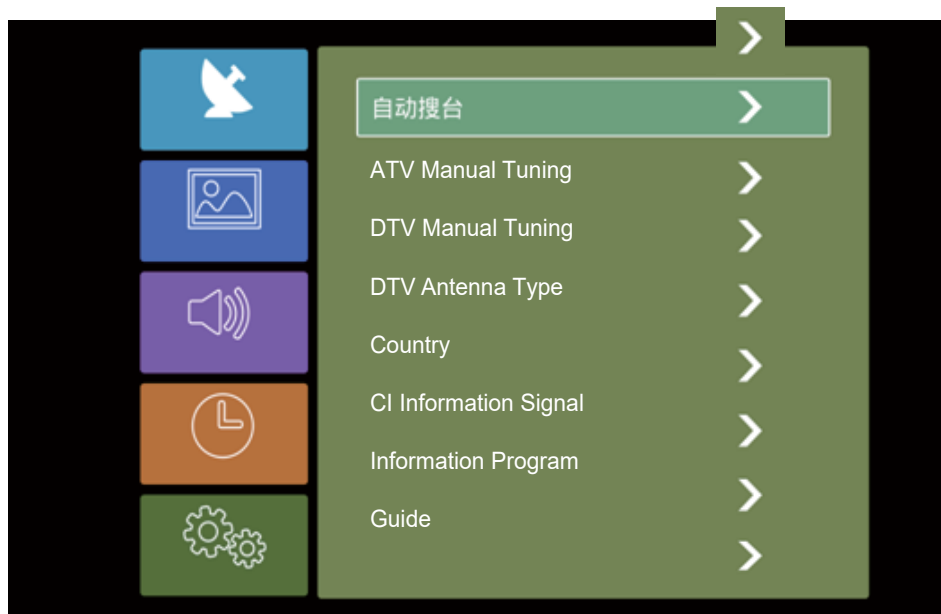 自动搜台
ATV Manual Tuning
DTV Manual Tuning
DTV Antenna Type
Country
CI Information Signal
Information Program
Guide